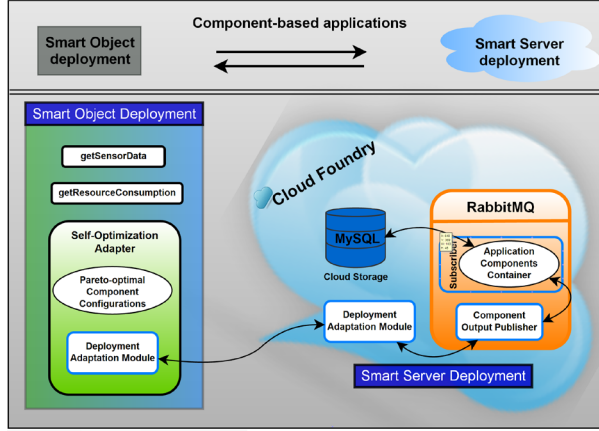 Component-based applications
Smart Object
deployment
Smart Server
deployment
Smart Object Deployment
getSensorData
getResourceConsumption
Self-Optimization
Adapter
Pareto-optimal
Component
Configurations
Deployment
Adaptation Module
Cloud Foundry
MySQL
Cloud Storage
RabbitMQ
Subscriber
Application
Components
Container
Deployment
Adaptation Module
Component
Output Publisher
Smart Server Deployment